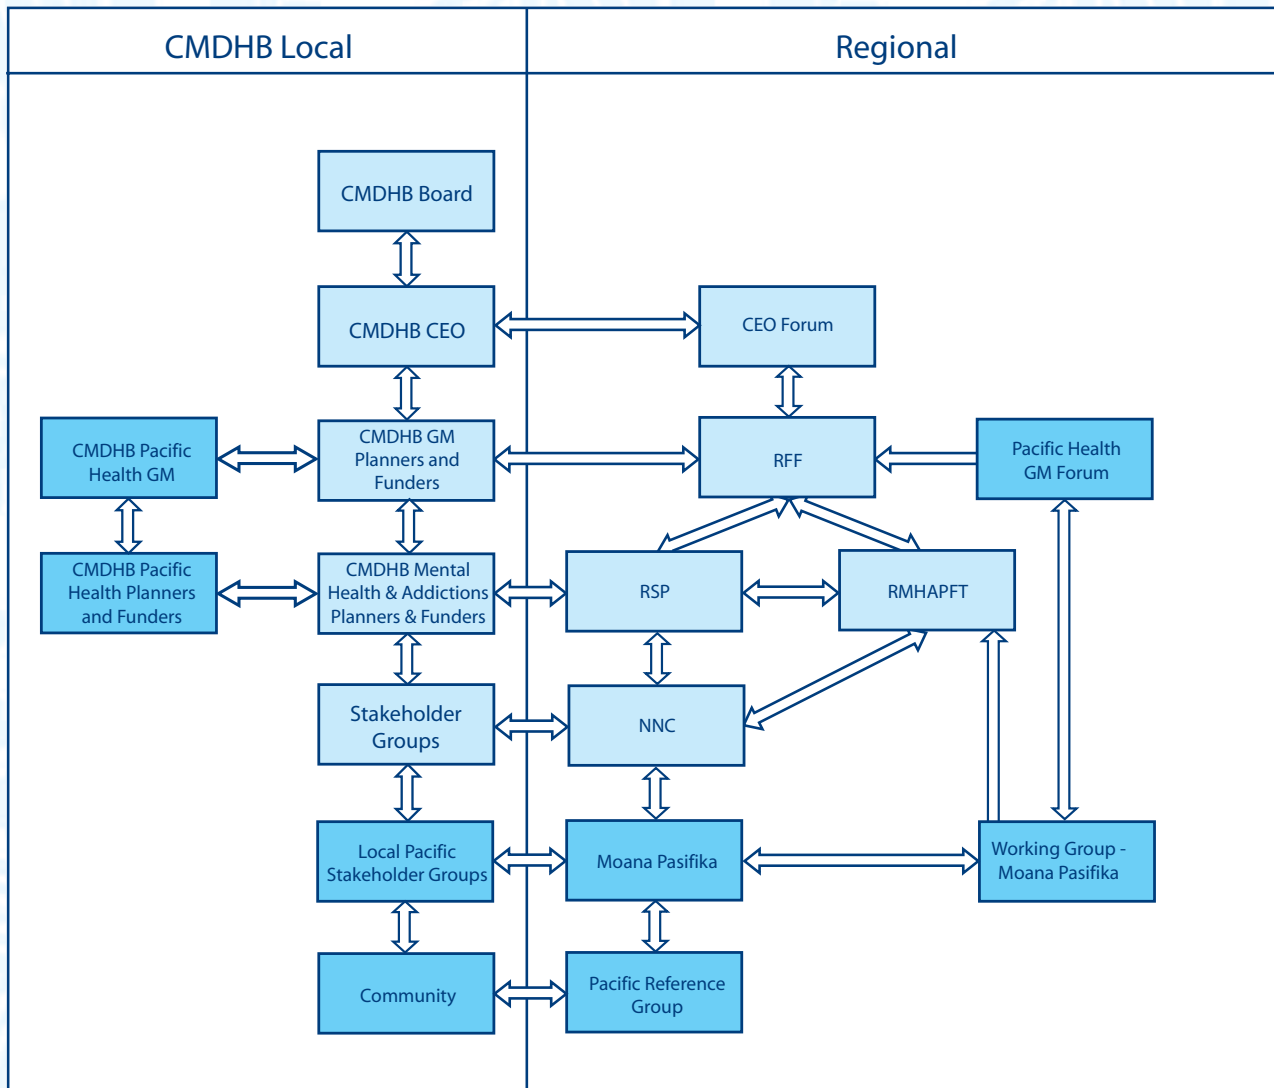 CMDHB Local
Regional
CMDHB Board
CMDHB CEO
CEO Forum
CMDHB Pacific
Health GM
CMDHB GM
Planners and
Funders
RFF
Pacific Health
GM Forum
CMDHB Pacific
Health Planners
and Funders
CMDHB Mental
Health & Addictions
Planners & Funders
RSP
RMHAPFT
Stakeholder
Groups
NNC
Local Pacific
Stakeholder Groups
Moana Pasifika
Working Group -
Moana Pasifika
Community
Pacific Reference
Group